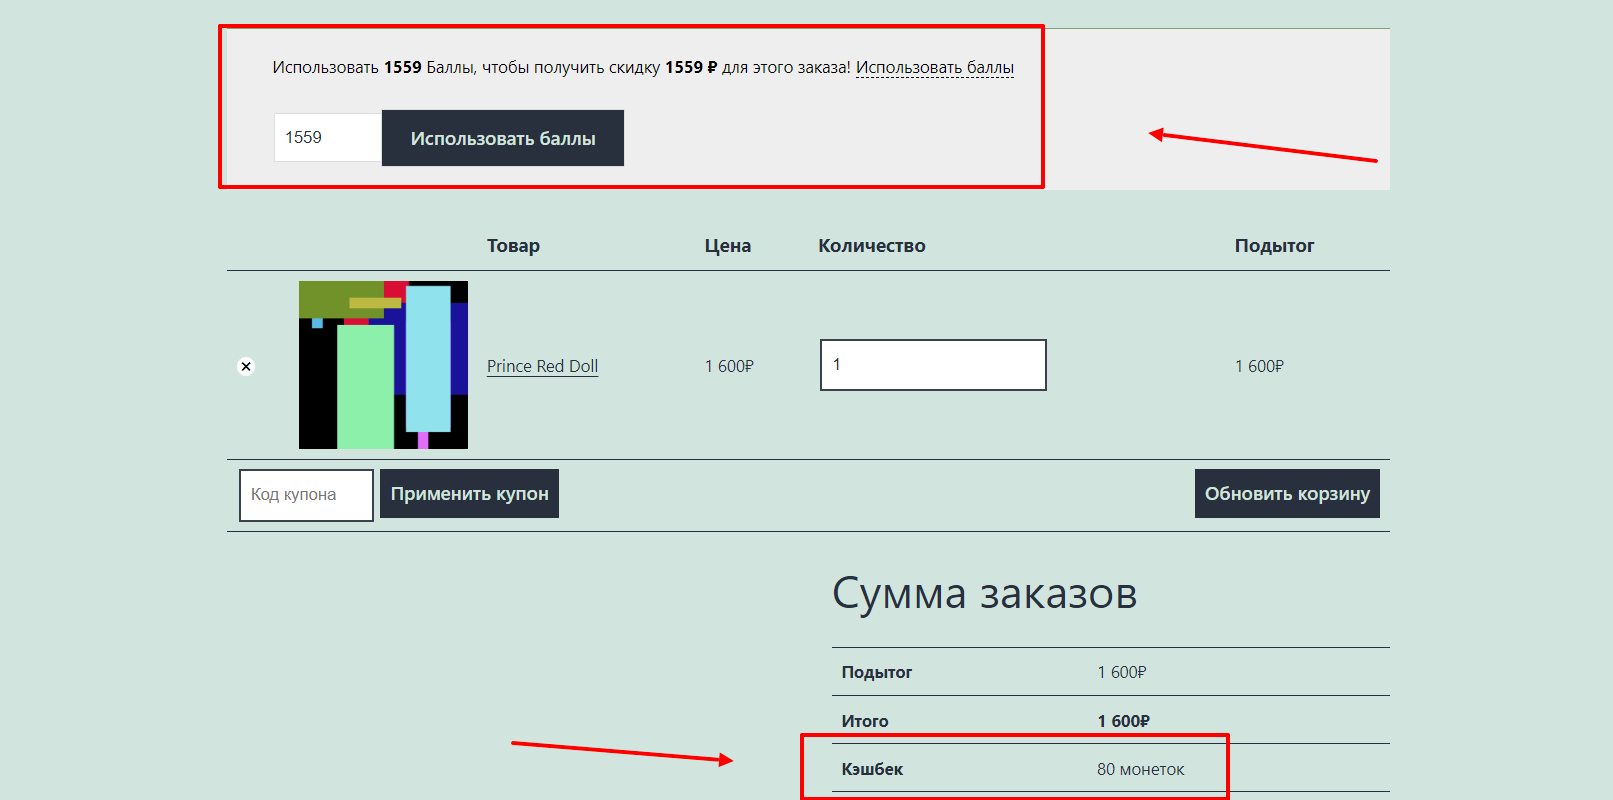 Использовать 1559 Баллы, чтобы получить скидку 1559 ₽ для этого заказа! Использовать баллы
1559 Использовать баллы
Товар Цена Количество Подытог
× Prince Red Doll 1 600₽ 1 1 600₽
Код купона Применить купон Обновить корзину
Сумма заказов
Подытог 1 600₽
Итого 1 600₽
Кэшбек 80 монеток